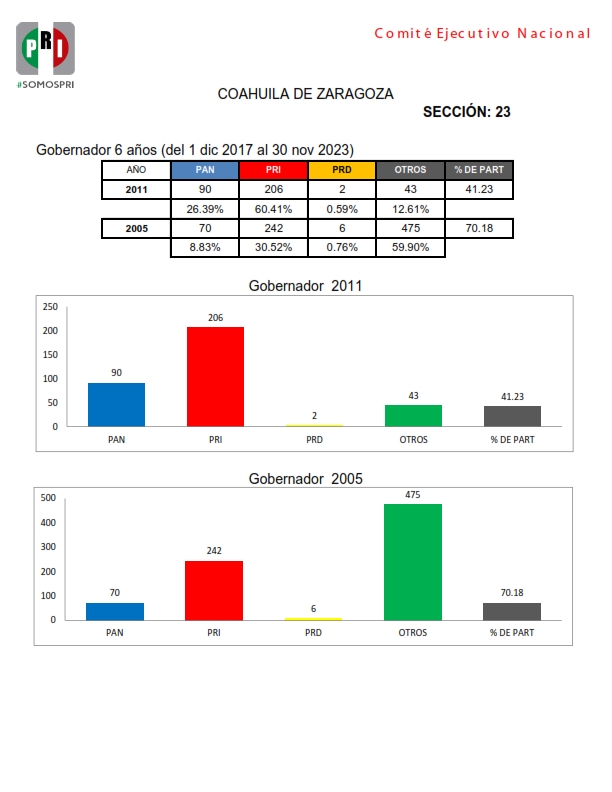 PRI
#SOMOSPRI
Comité Ejecutivo Nacional
COAHUILA DE ZARAGOZA
SECCIÓN: 23
Gobernador 6 años (del 1 dic 2017 al 30 nov 2023)
AÑO PAN PRI PRD OTROS % DE PART
2011 90 206 2 43 41.23
26.39% 60.41% 0.59% 12.61%
2005 70 242 6 475 70.18
8.83% 30.52% 0.76% 59.90%
Gobernador 2011
250
200
150
100
50
0
90 206 2 43 41.23
PAN PRI PRD OTROS % DE PART
Gobernador 2005
500
400
300
200
100
0
70 242 6 475 70.18
PAN PRI PRD OTROS % DE PART